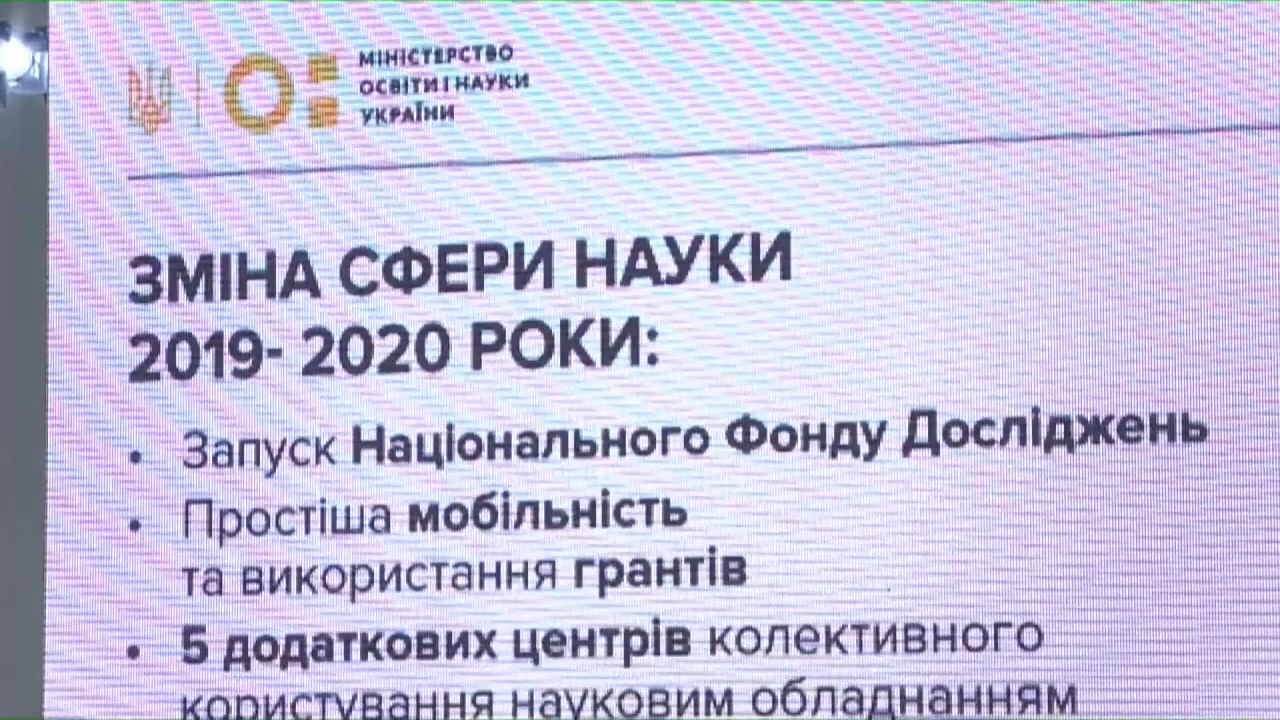 МІНІСТЕРСТВО
ОСВІТИ І НАУКИ
УКРАЇНИ
ЗМІНА СФЕРИ НАУКИ
2019- 2020 РОКИ:
• Запуск Національного Фонду Досліджень
• Простіша мобільність
та використання грантів
• 5 додаткових центрів колективного
користування науковим обладнанням